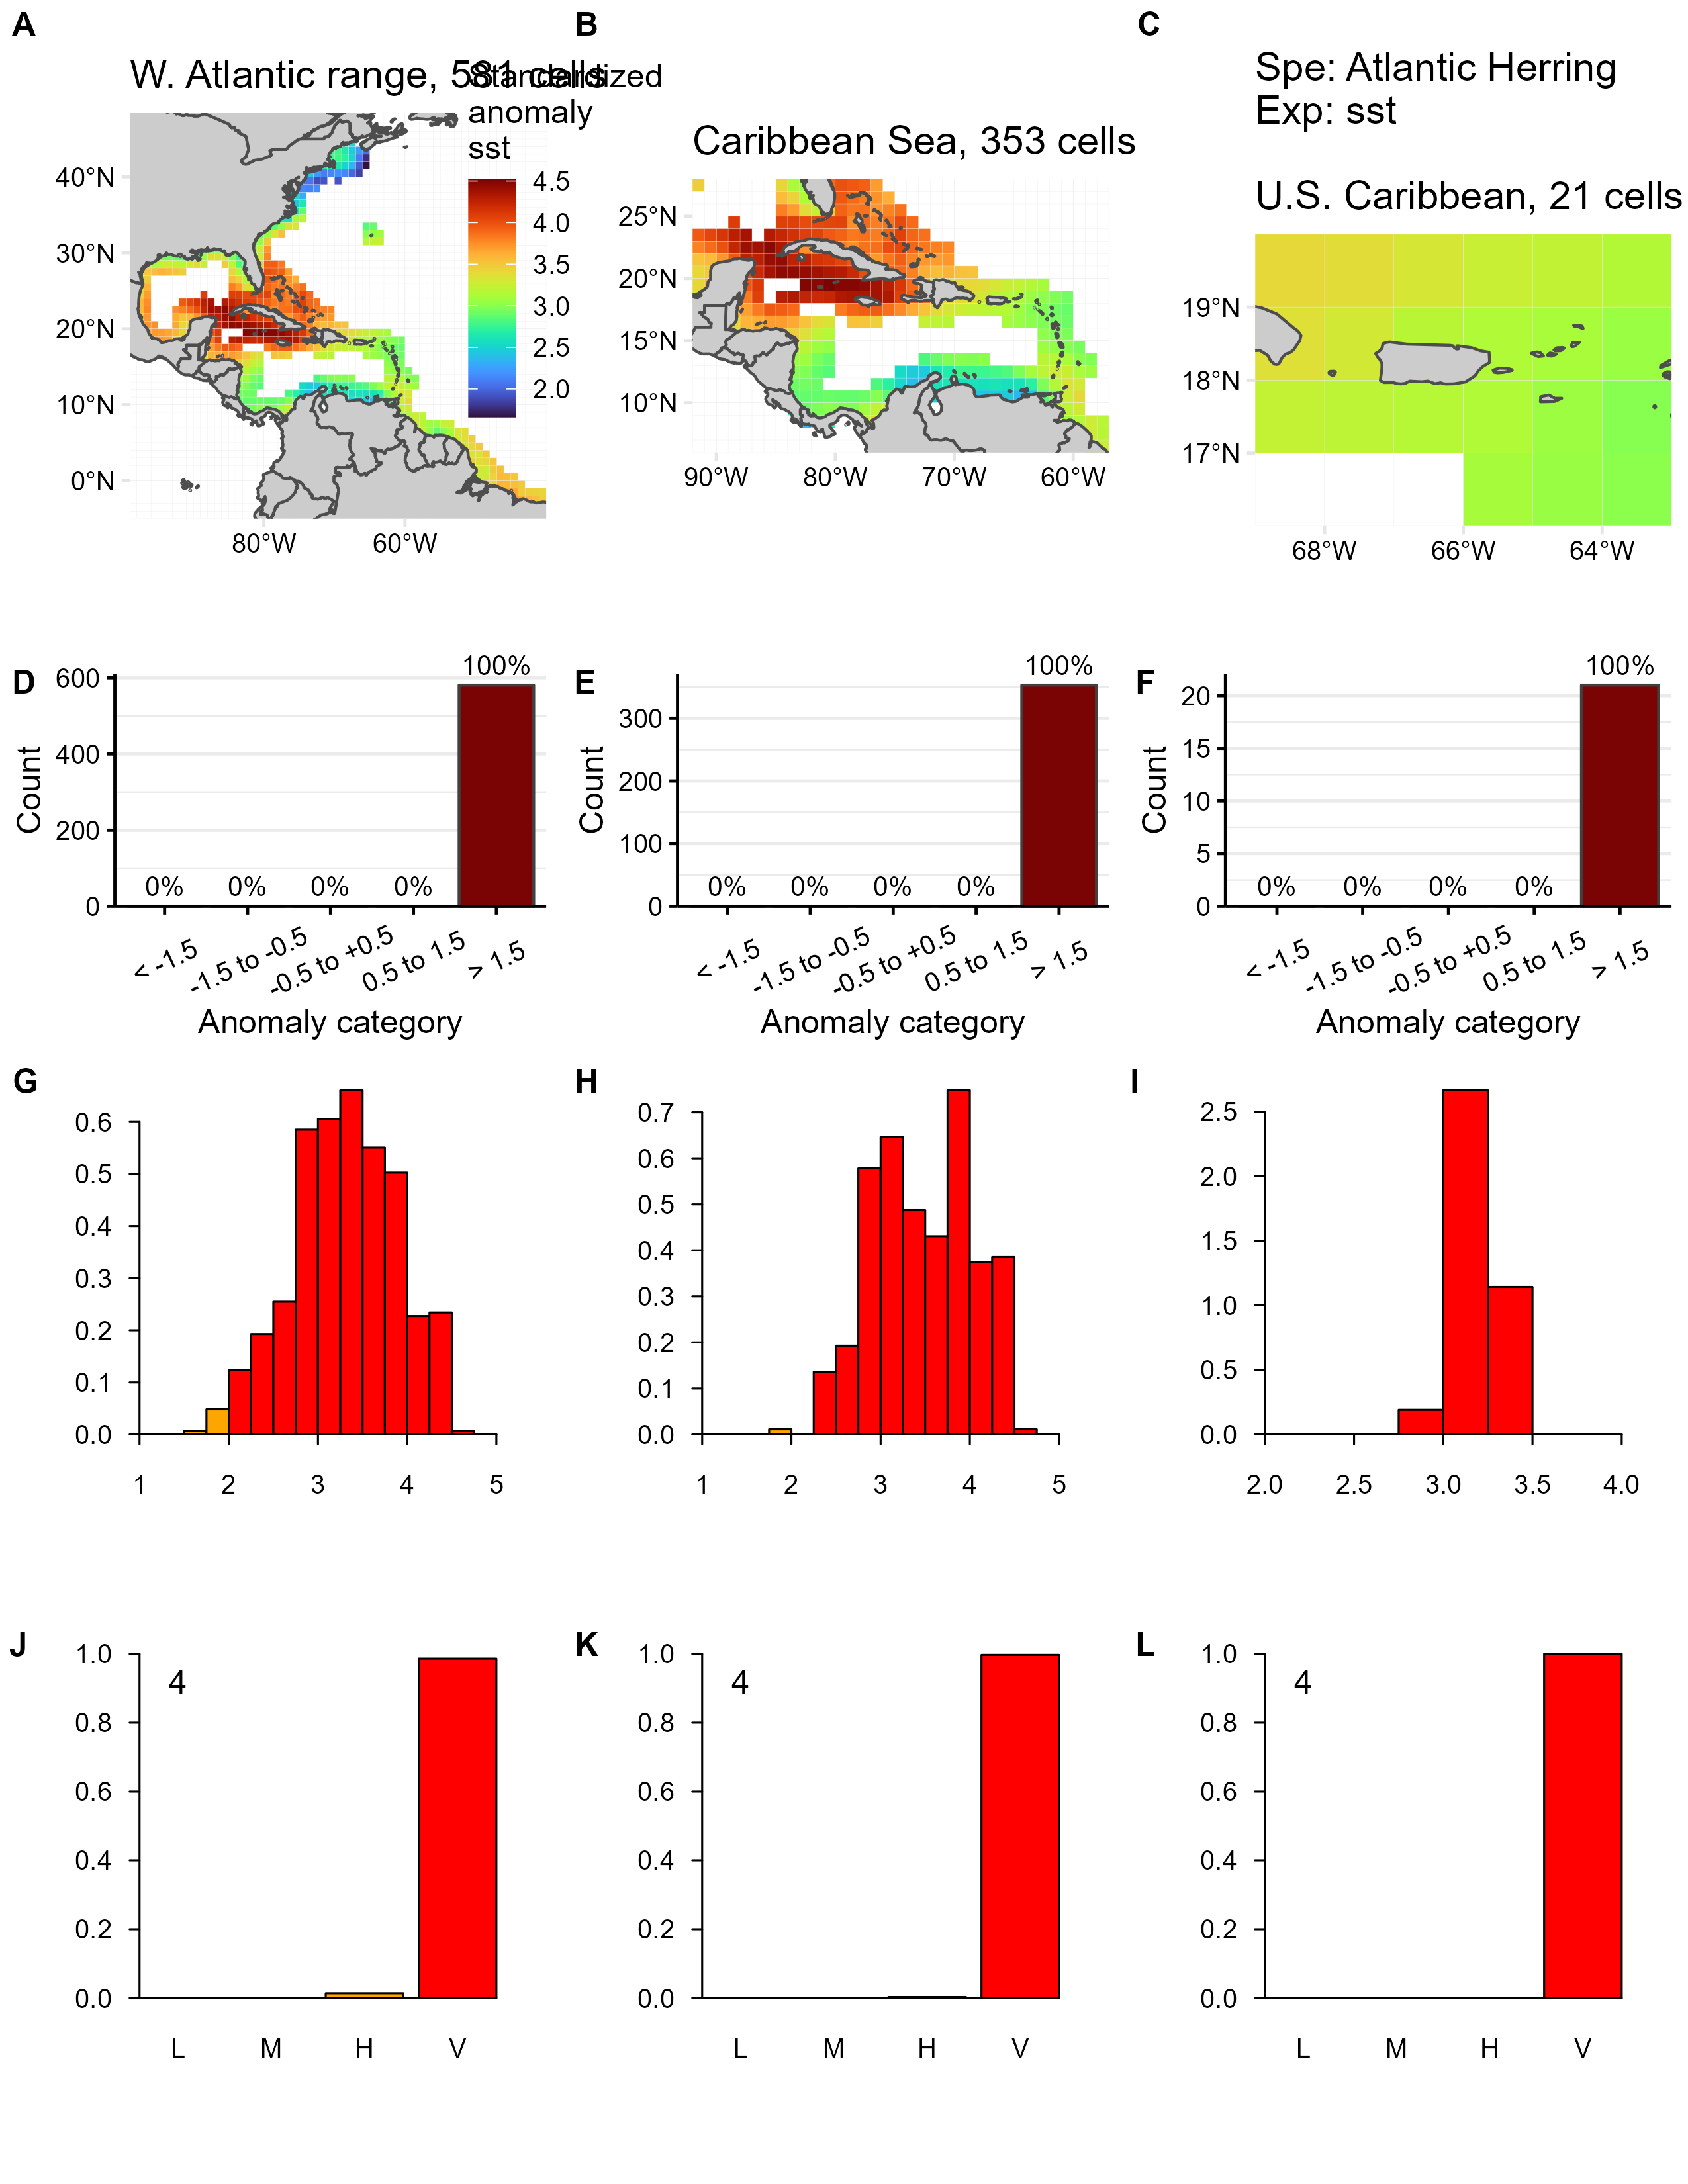 A
B
C
W. Atlantic range, 581 cells
Standardized
anomaly
sst
4.5
4.0
3.5
3.0
2.5
2.0
40°N
30°N
20°N
10°N
0°N
80°W
60°W
Caribbean Sea, 353 cells
25°N
20°N
15°N
10°N
90°W
80°W
70°W
60°W
Spe: Atlantic Herring
Exp: sst
U.S. Caribbean, 21 cells
19°N
18°N
17°N
68°W
66°W
64°W
D
Count
600
400
200
0
0%
0%
0%
0%
100%
< -1.5
-1.5 to -0.5
-0.5 to +0.5
0.5 to 1.5
> 1.5
Anomaly category
E
Count
300
200
100
0
0%
0%
0%
0%
100%
< -1.5
-1.5 to -0.5
-0.5 to +0.5
0.5 to 1.5
> 1.5
Anomaly category
F
Count
20
15
10
5
0
0%
0%
0%
0%
100%
< -1.5
-1.5 to -0.5
-0.5 to +0.5
0.5 to 1.5
> 1.5
Anomaly category
G
0.6
0.5
0.4
0.3
0.2
0.1
0.0
1
2
3
4
5
H
0.7
0.6
0.5
0.4
0.3
0.2
0.1
0.0
1
2
3
4
5
I
2.5
2.0
1.5
1.0
0.5
0.0
2.0
2.5
3.0
3.5
4.0
J
4
1.0
0.8
0.6
0.4
0.2
0.0
L
M
H
V
K
4
1.0
0.8
0.6
0.4
0.2
0.0
L
M
H
V
L
4
1.0
0.8
0.6
0.4
0.2
0.0
L
M
H
V